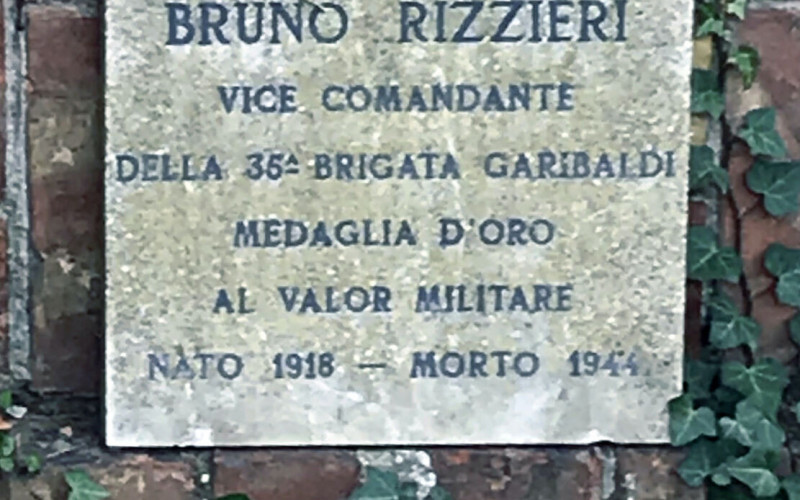 BRUNO RIZZIERI
VICE COMANDANTE
DELLA 35ª BRIGATA GARIBALDI
MEDAGLIA D'ORO
AL VALOR MILITARE
NATO 1918 — MORTO 1944